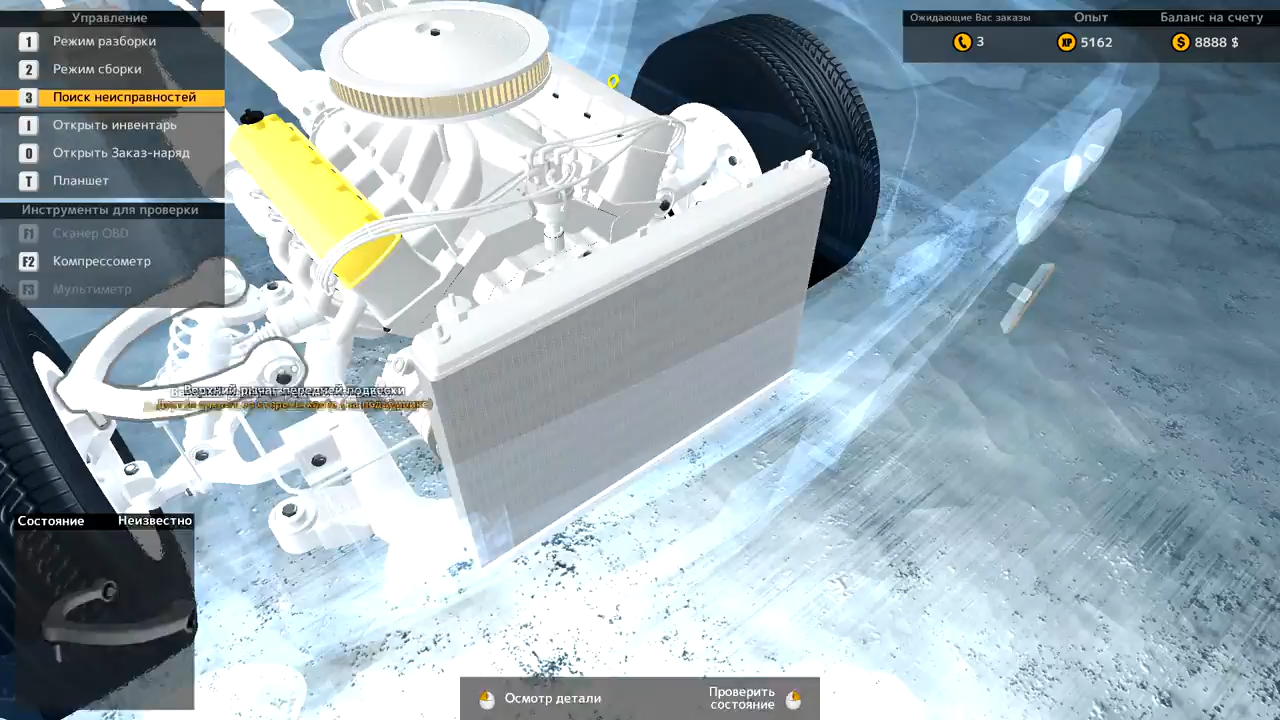 Управление
1 Режим разборки
2 Режим сборки
3 Поиск неисправностей
I Открыть инвентарь
O Открыть Заказ-наряд
T Планшет
Инструменты для проверки
F1 Сканер OBD
F2 Компрессометр
F3 Мультиметр
Ожидающие Вас заказы Опыт Баланс на счету
3 XP 5162 $ 8888 $
Верхний рычаг передней подвески
Состояние Неизвестно
Осмотр детали
Проверить
состояние